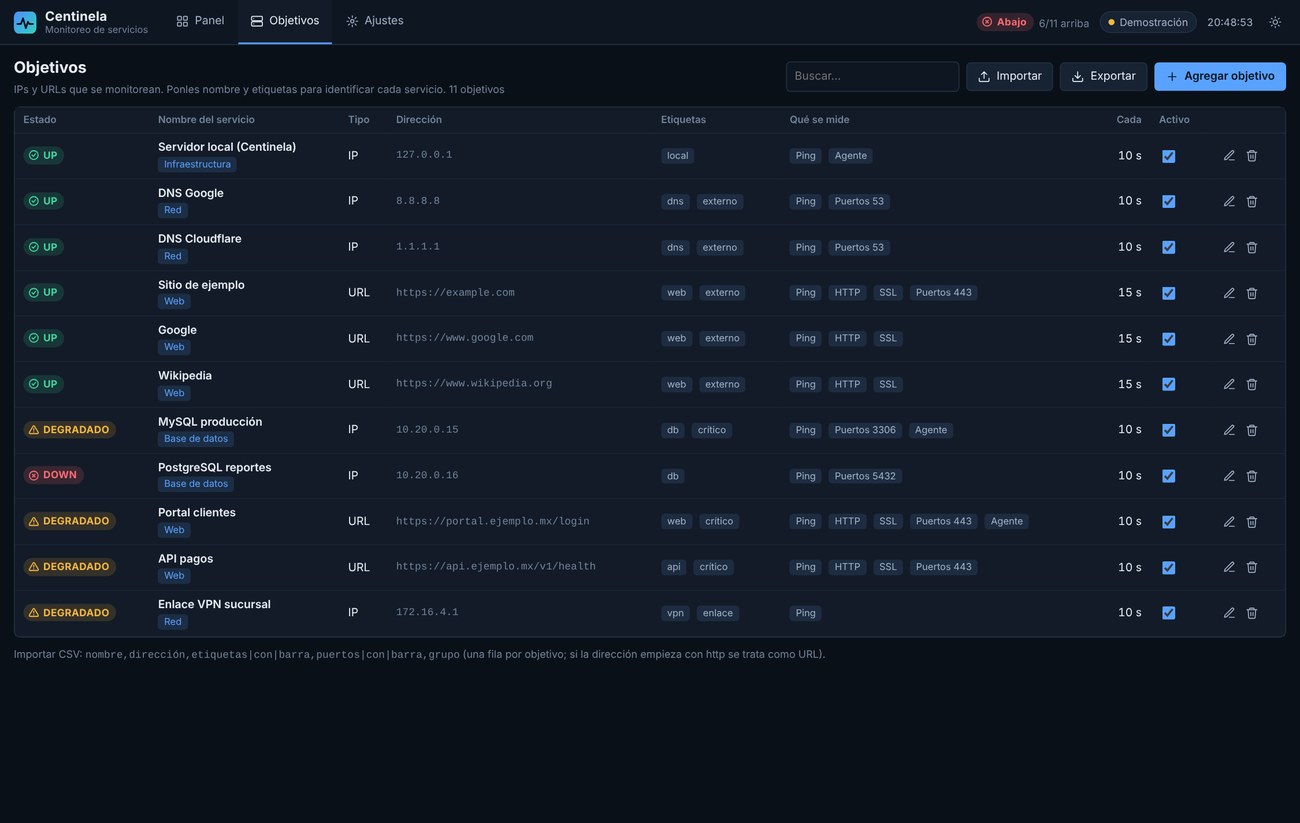 Centinela
Monitoreo de servicios
Panel
Objetivos
Ajustes
Abajo
6/11 arriba
Demostración
20:48:53
Objetivos
IPs y URLs que se monitorean. Ponles nombre y etiquetas para identificar cada servicio. 11 objetivos
Buscar...
Importar
Exportar
+ Agregar objetivo
Estado Nombre del servicio Tipo Dirección Etiquetas Qué se mide Cada Activo
UP Servidor local (Centinela) IP 127.0.0.1 local Ping Agente 10 s
Infraestructura
UP DNS Google IP 8.8.8.8 dns externo Ping Puertos 53 10 s
Red
UP DNS Cloudflare IP 1.1.1.1 dns externo Ping Puertos 53 10 s
Red
UP Sitio de ejemplo URL https://example.com web externo Ping HTTP SSL Puertos 443 15 s
Web
UP Google URL https://www.google.com web externo Ping HTTP SSL 15 s
Web
UP Wikipedia URL https://www.wikipedia.org web externo Ping HTTP SSL 15 s
Web
DEGRADADO MySQL producción IP 10.20.0.15 db crítico Ping Puertos 3306 Agente 10 s
Base de datos
DOWN PostgreSQL reportes IP 10.20.0.16 db Ping Puertos 5432 10 s
Base de datos
DEGRADADO Portal clientes URL https://portal.ejemplo.mx/login web crítico Ping HTTP SSL Puertos 443 Agente 10 s
Web
DEGRADADO API pagos URL https://api.ejemplo.mx/v1/health api crítico Ping HTTP SSL Puertos 443 10 s
Web
DEGRADADO Enlace VPN sucursal IP 172.16.4.1 vpn enlace Ping 10 s
Red
Importar CSV: nombre,dirección,etiquetas|con|barra,puertos|con|barra,grupo (una fila por objetivo; si la dirección empieza con http se trata como URL).